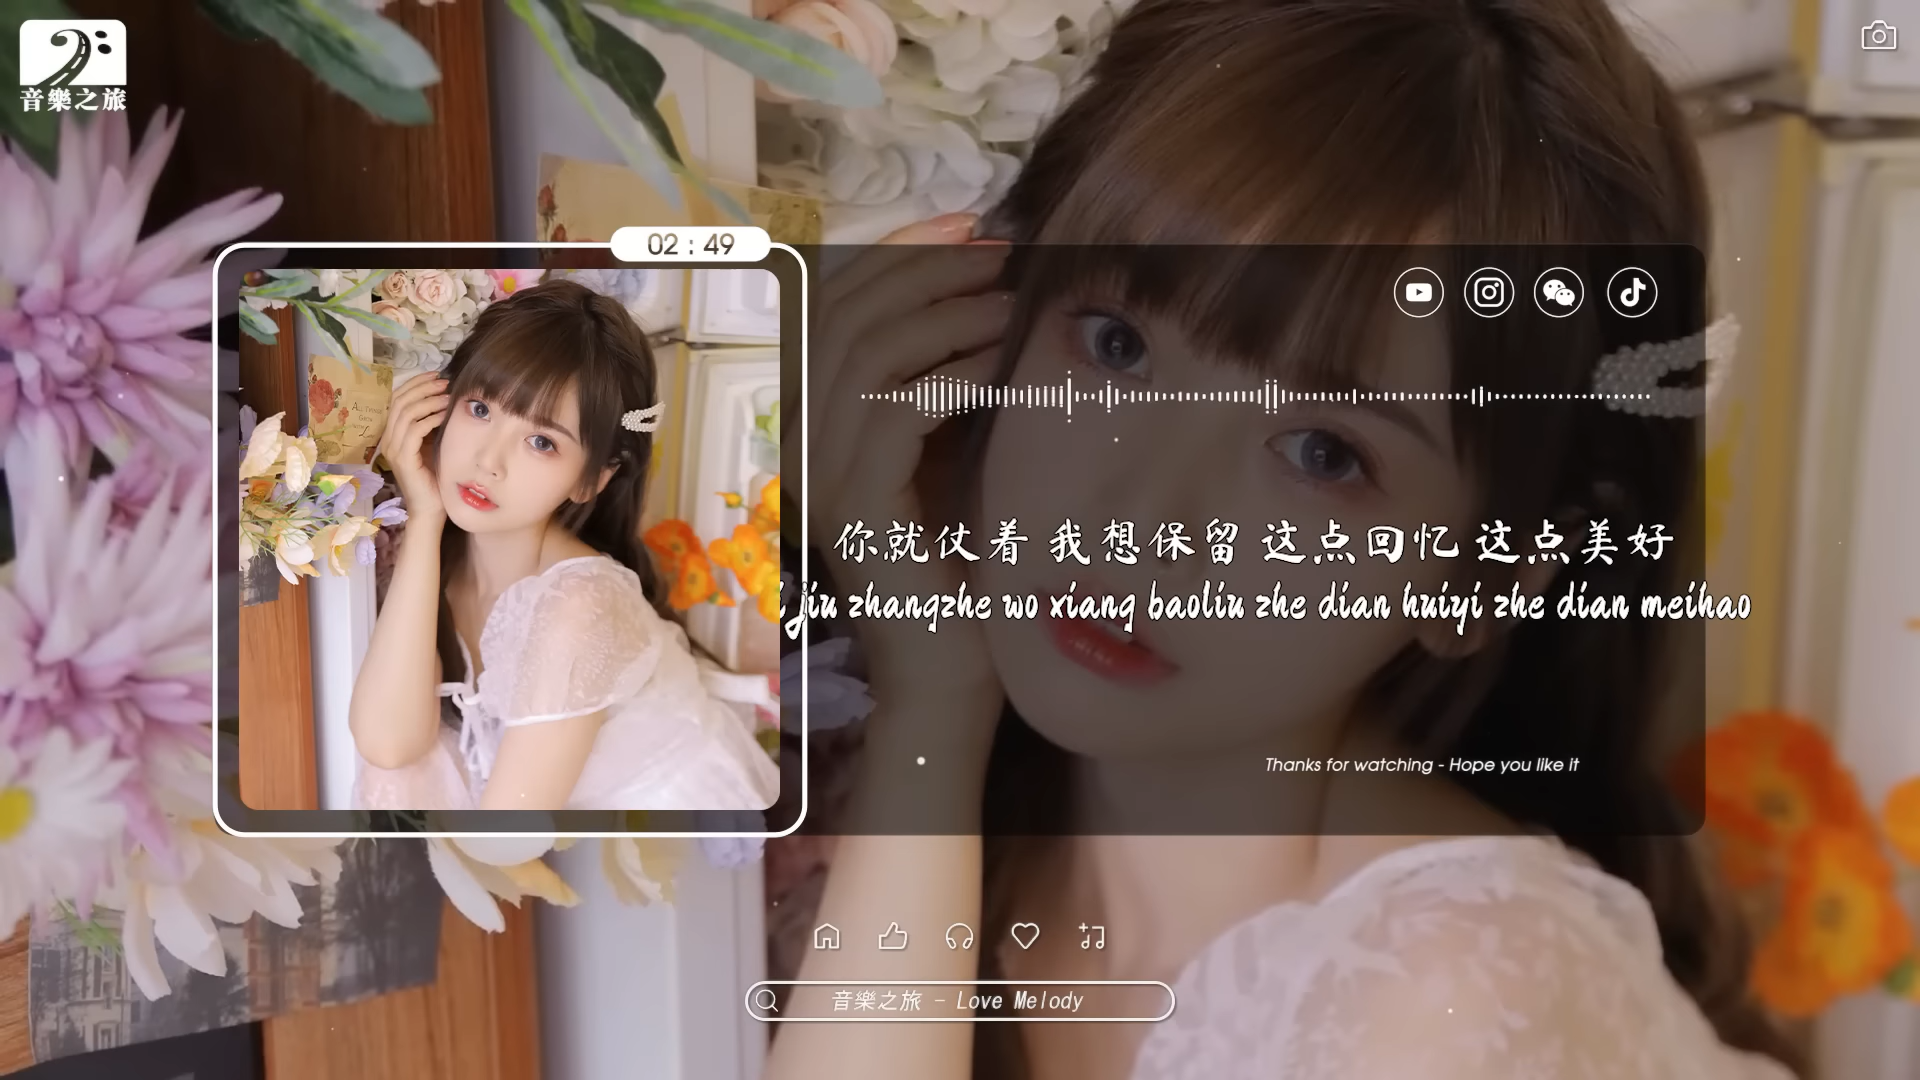 音樂之旅
02 : 49
你就仗着 我想保留 这点回忆 这点美好
jiu zhangzhe wo xiang baoliu zhe dian huiyi zhe dian meihao
Thanks for watching - Hope you like it
音樂之旅 - Love Melody